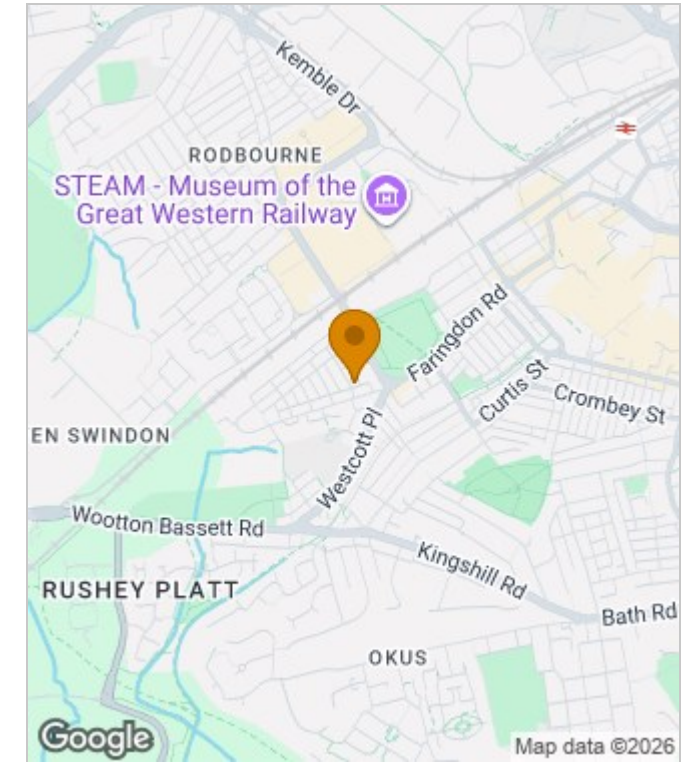 Kemble Dr
RODBOURNE
STEAM - Museum of the
Great Western Railway
Faringdon Rd
Curtis St
Crombey St
EN SWINDON
Westcott Pl
Wootton Bassett Rd
Kingshill Rd
RUSHEY PLATT
Bath Rd
OKUS
Google
Map data ©2026